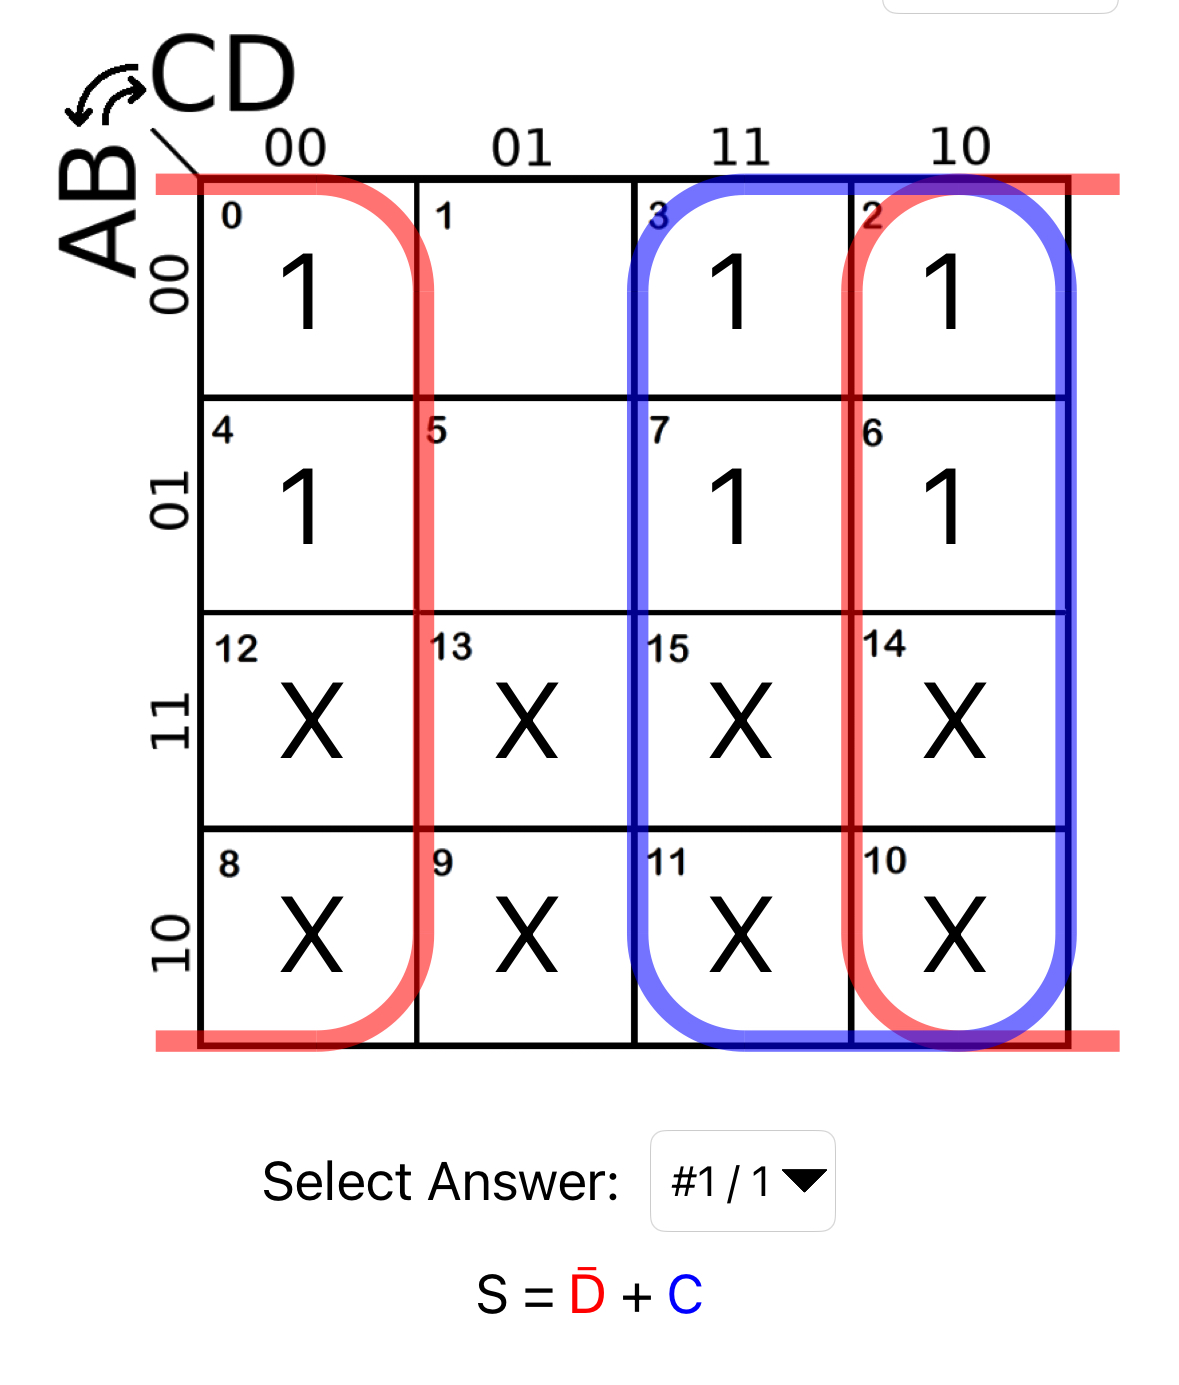 CD
AB
00 01 11 10
00
0 1 3 2
1 1 1
01
4 5 7 6
1 1 1
11
12 13 15 14
X X X X
10
8 9 11 10
X X X X
Select Answer: #1 / 1
S = D̄ + C